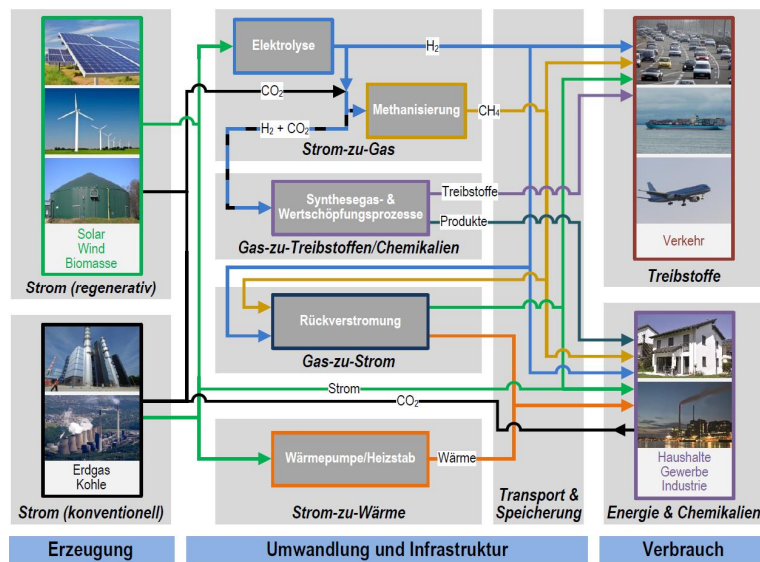 Elektrolyse
H₂
CO₂
Methanisierung
CH₄
H₂ + CO₂
Strom-zu-Gas
Solar
Wind
Biomasse
Strom (regenerativ)
Synthesegas- &
Wertschöpfungsprozesse
Treibstoffe
Produkte
Gas-zu-Treibstoffen/Chemikalien
Verkehr
Treibstoffe
Rückverstromung
Gas-zu-Strom
Strom
CO₂
Erdgas
Kohle
Strom (konventionell)
Wärmepumpe/Heizstab
Wärme
Strom-zu-Wärme
Transport &
Speicherung
Haushalte
Gewerbe
Industrie
Energie & Chemikalien
Erzeugung
Umwandlung und Infrastruktur
Verbrauch